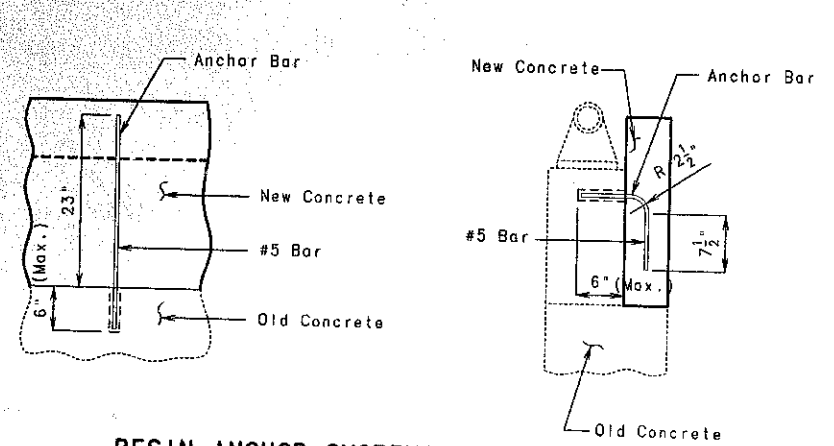 Anchor Bar
New Concrete
#5 Bar
Old Concrete
23"
6" (Max.)
New Concrete
Anchor Bar
R 2½"
#5 Bar
7½"
6" (Max.)
Old Concrete
RESIN ANCHOR